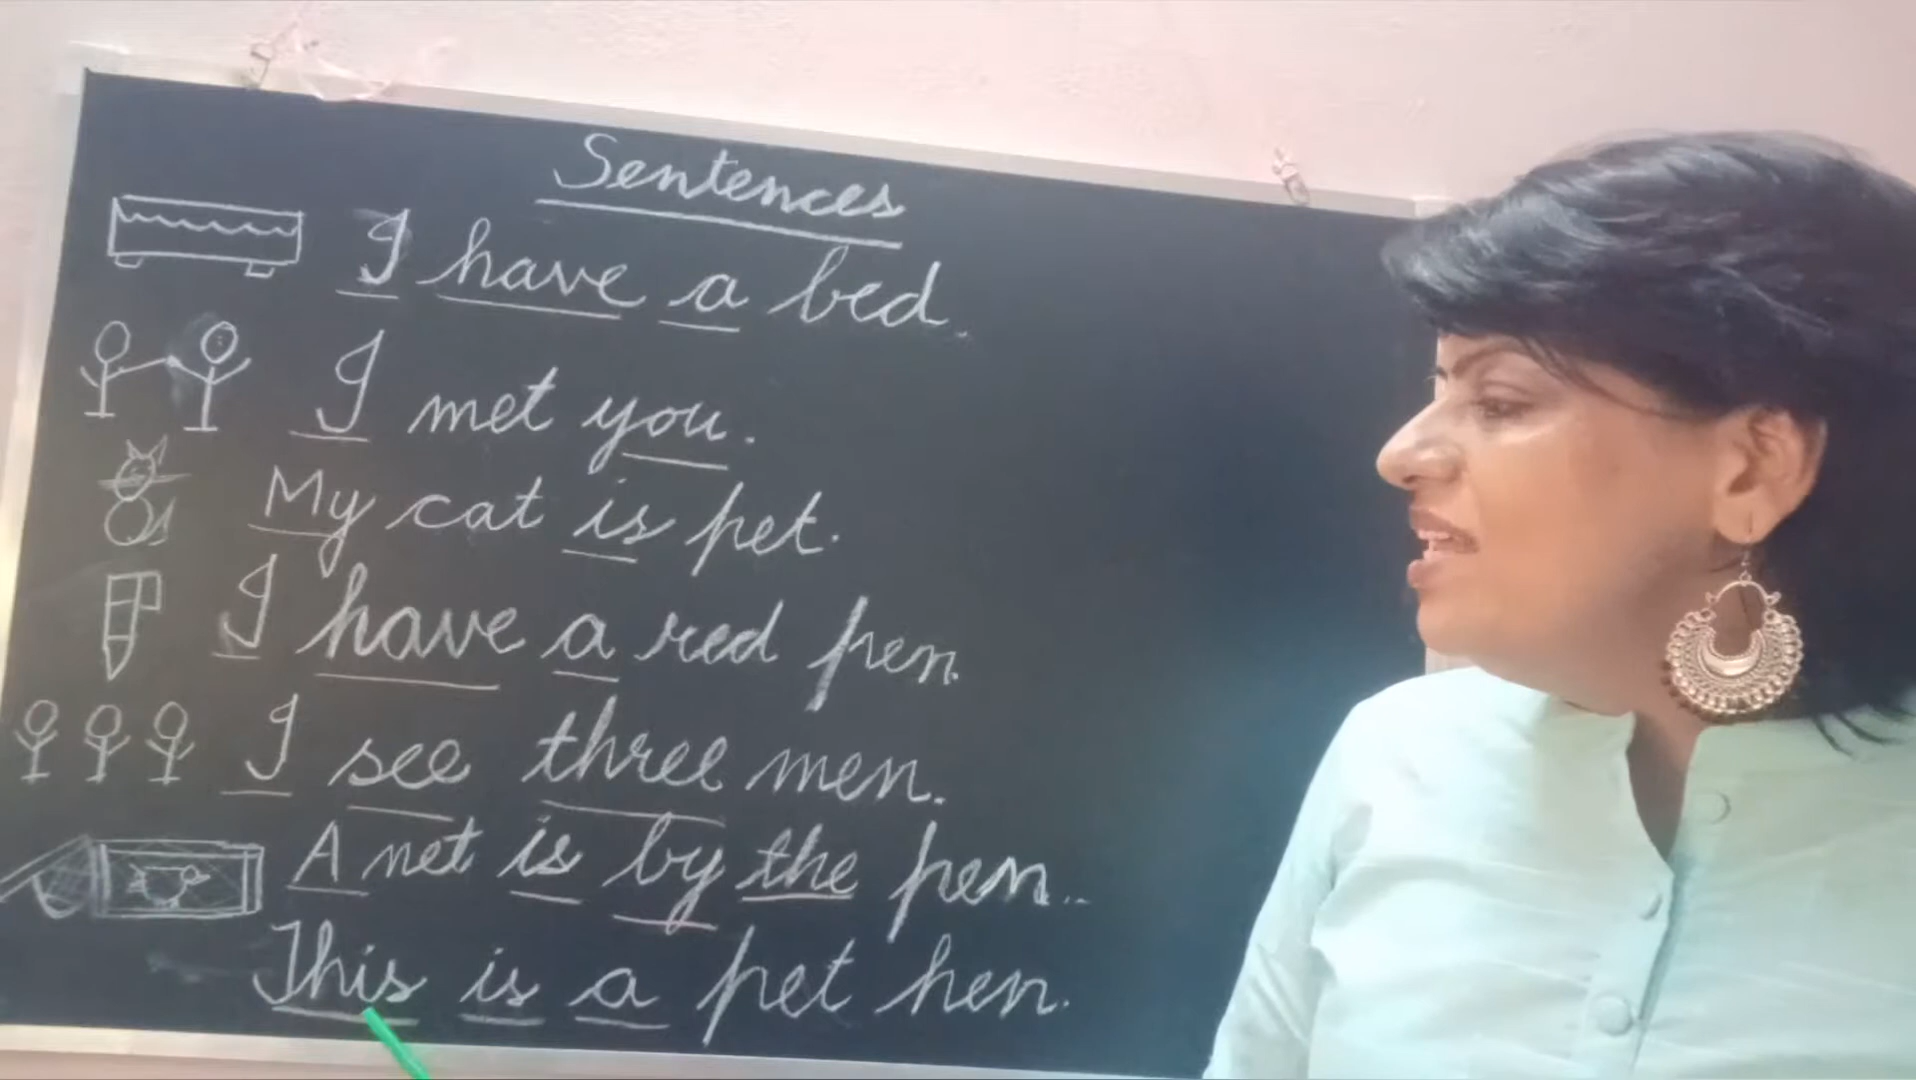 Sentences
I have a bed.
I met you.
My cat is pet.
I have a red pen.
I see three men.
A net is by the pen..
This is a pet hen.